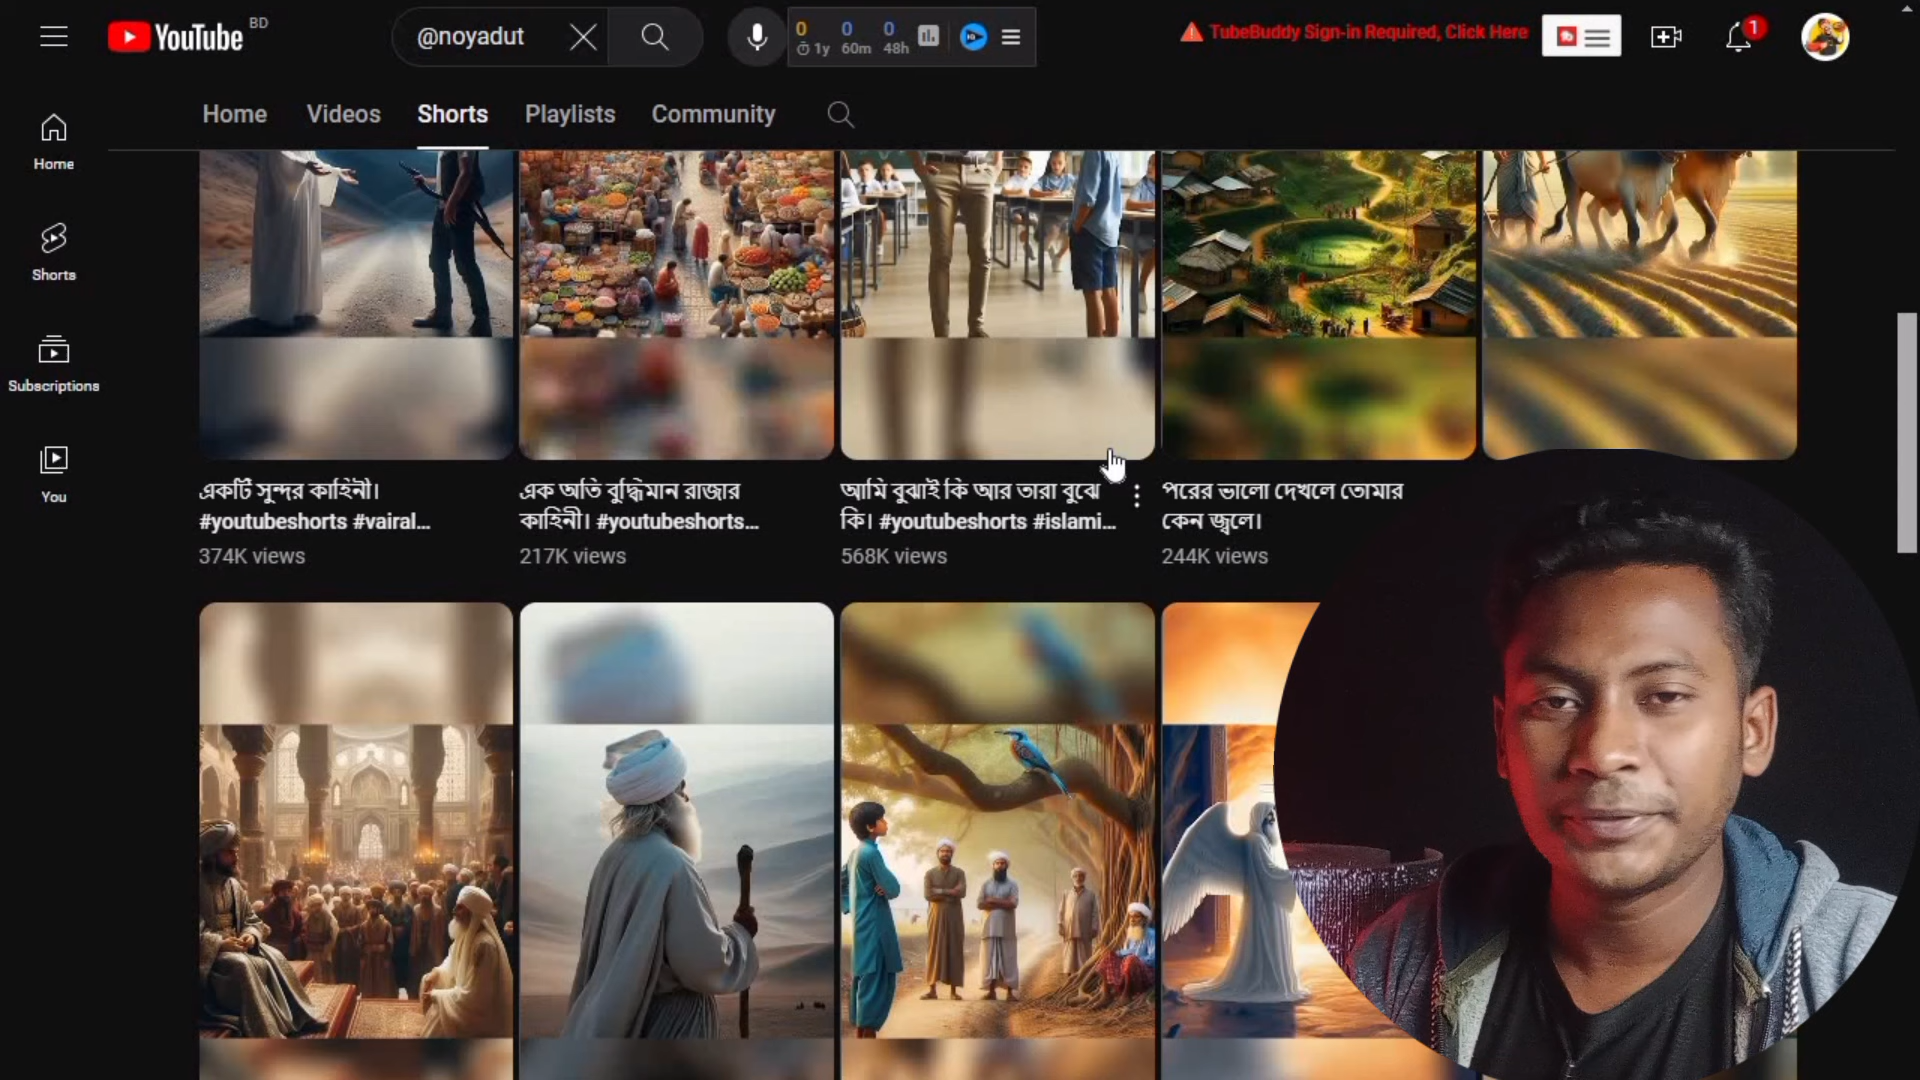 YouTube BD
@noyadut
0 0 0
1y 60m 48h
TubeBuddy Sign-in Required, Click Here
1
Home Videos Shorts Playlists Community
Home
Shorts
Subscriptions
You
একটি সুন্দর কাহিনী।
#youtubeshorts #vairal...
374K views
এক অতি বুদ্ধিমান রাজার
কাহিনী। #youtubeshorts...
217K views
আমি বুঝাই কি আর তারা বুঝে
কি। #youtubeshorts #islami...
568K views
পরের ভালো দেখলে তোমার
কেন জ্বলে।
244K views